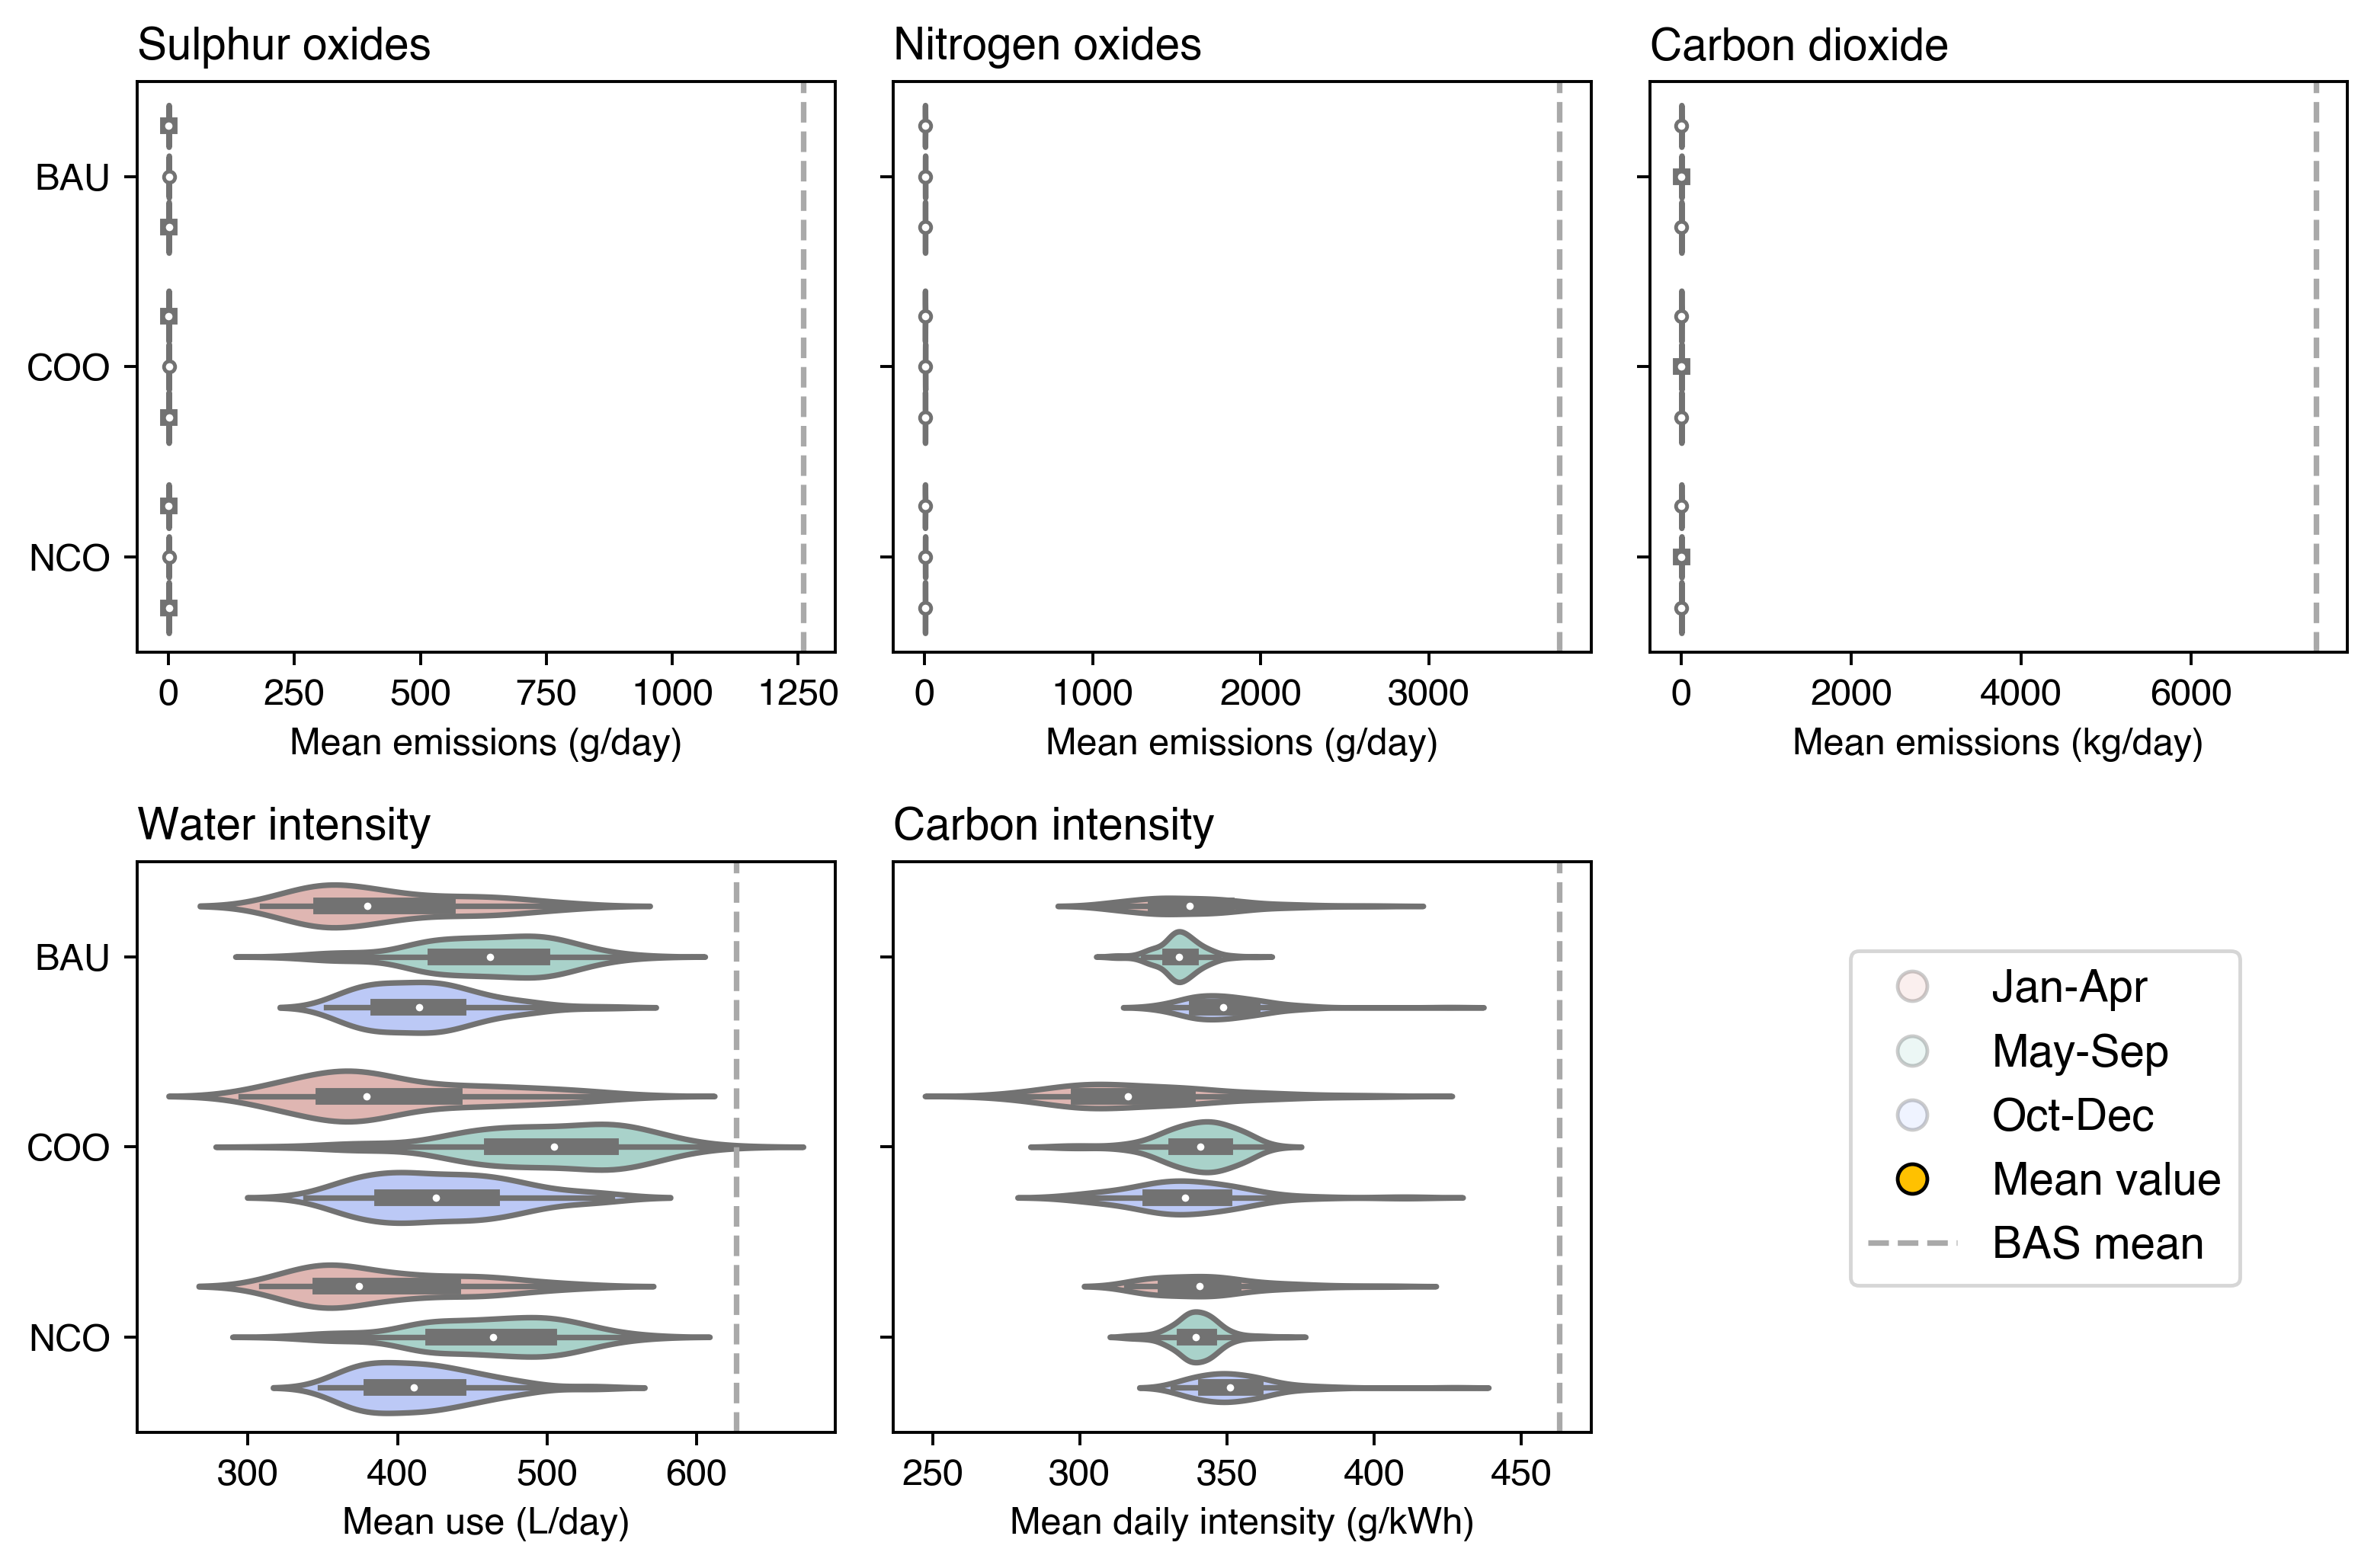 Sulphur oxides
Nitrogen oxides
Carbon dioxide
BAU
COO
NCO
0 250 500 750 1000 1250
0 1000 2000 3000
0 2000 4000 6000
Mean emissions (g/day)
Mean emissions (g/day)
Mean emissions (kg/day)
Water intensity
Carbon intensity
BAU
COO
NCO
300 400 500 600
250 300 350 400 450
Mean use (L/day)
Mean daily intensity (g/kWh)
Jan-Apr
May-Sep
Oct-Dec
Mean value
BAS mean